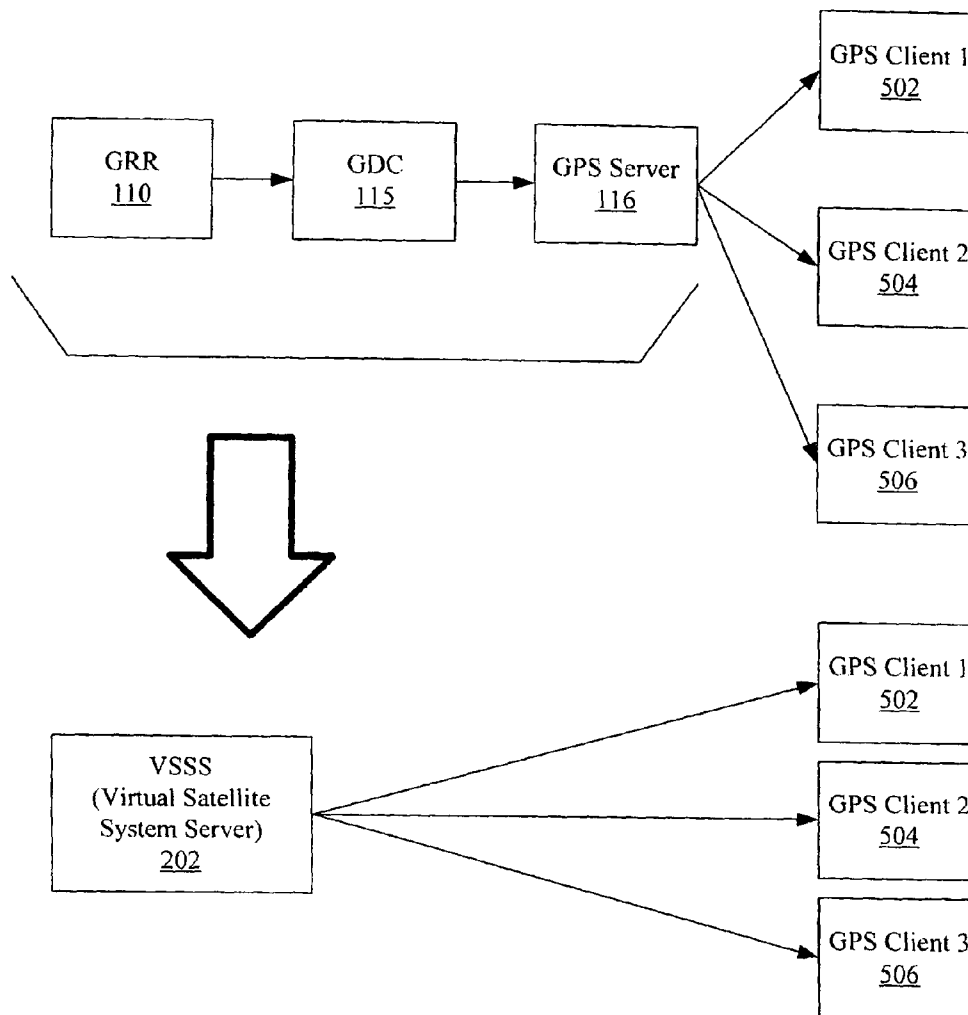 GPS Client 1
502
GRR
110
GDC
115
GPS Server
116
GPS Client 2
504
GPS Client 3
506
GPS Client 1
502
VSSS
(Virtual Satellite
System Server)
202
GPS Client 2
504
GPS Client 3
506